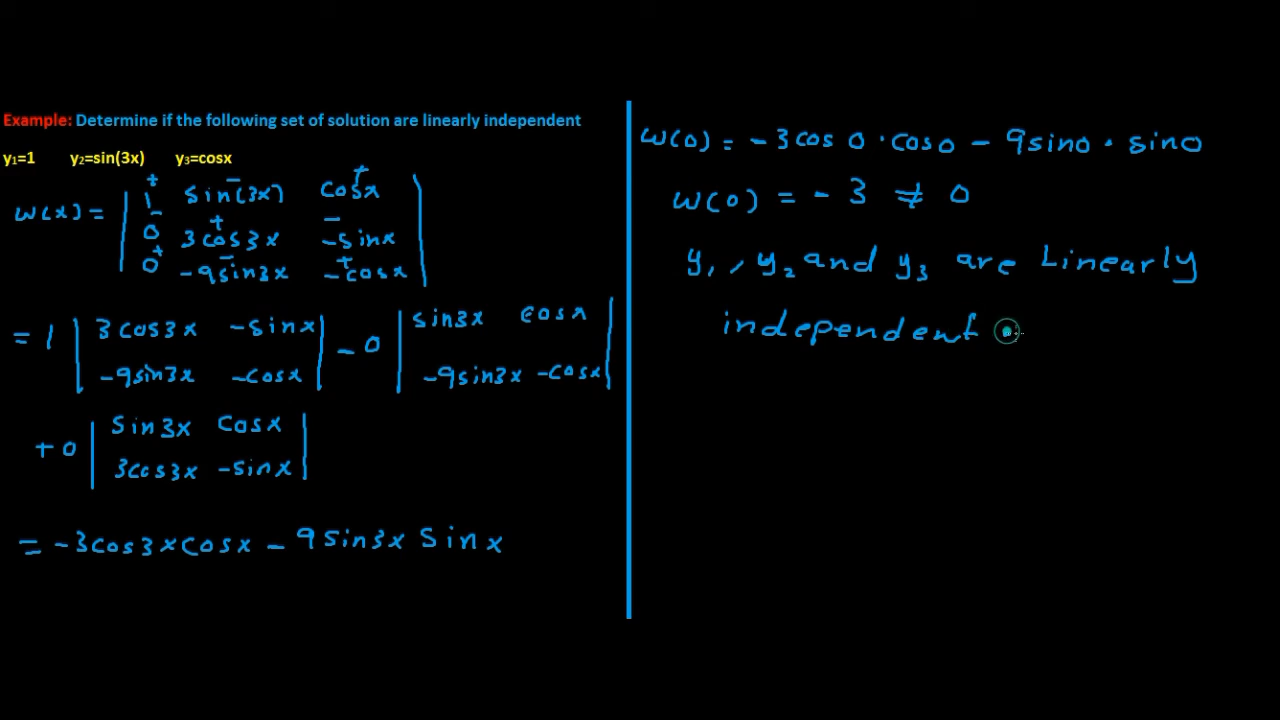 Example: Determine if the following set of solution are linearly independent
y₁=1 y₂=sin(3x) y₃=cosx
+ − +
w(x) = | 1 sin(3x) cosx |
− + −
| 0 3cos3x -sinx |
+ − +
| 0 -9sin3x -cosx |
= 1 | 3cos3x -sinx | - 0 | sin3x cosx |
| -9sin3x -cosx | | -9sin3x -cosx |
+ 0 | sin3x cosx |
| 3cos3x -sinx |
= -3cos3x cosx - 9sin3x sinx
w(0) = -3cos0 · cos0 - 9sin0 · sin0
w(0) = -3 ≠ 0
y₁, y₂ and y₃ are Linearly
independent.